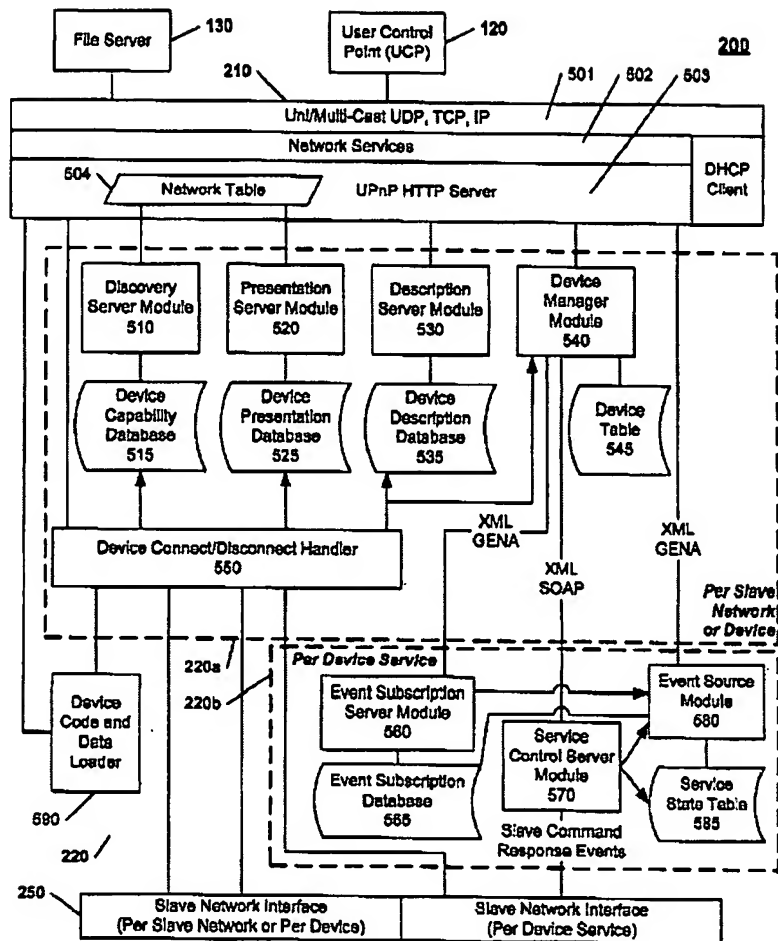 File Server
130
User Control
Point (UCP)
120
200
210
501
502
503
Uni/Multi-Cast UDP, TCP, IP
Network Services
DHCP
Client
504
Network Table
UPnP HTTP Server
Discovery
Server Module
510
Presentation
Server Module
520
Description
Server Module
530
Device
Manager
Module
540
Device
Capability
Database
515
Device
Presentation
Database
525
Device
Description
Database
535
Device
Table
545
XML
GENA
XML
SOAP
XML
GENA
Device Connect/Disconnect Handler
550
Per Slave
Network
or Device
220a
220b
Per Device Service
Device
Code and
Data
Loader
590
220
Event Subscription
Server Module
560
Event Source
Module
580
Service
Control Server
Module
570
Event Subscription
Database
565
Service
State Table
585
Slave Command
Response Events
250
Slave Network Interface
(Per Slave Network or Per Device)
Slave Network Interface
(Per Device Service)